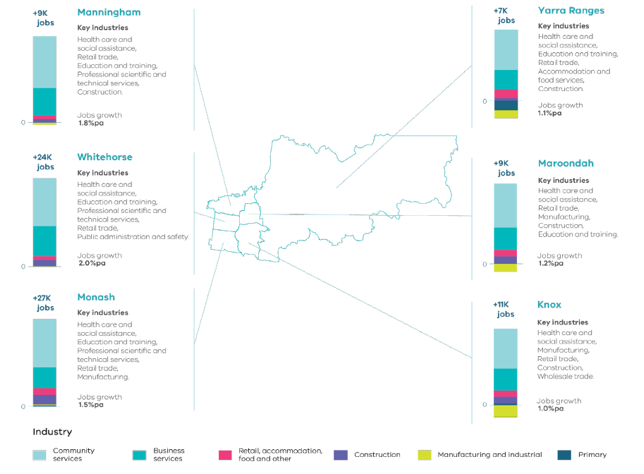 +9K
jobs
Manningham
Key industries
Health care and
social assistance,
Retail trade,
Education and training,
Professional scientific and
technical services,
Construction.
Jobs growth
1.8%pa
0
+24K
jobs
Whitehorse
Key industries
Health care and
social assistance,
Education and training,
Professional scientific and
technical services,
Retail trade,
Public administration and safety.
Jobs growth
2.0%pa
0
+27K
jobs
Monash
Key industries
Health care and
social assistance,
Education and training,
Professional scientific and
technical services,
Retail trade,
Manufacturing.
Jobs growth
1.5%pa
0
+7K
jobs
Yarra Ranges
Key industries
Health care and
social assistance,
Education and training,
Retail trade,
Accommodation and
food services,
Construction.
Jobs growth
1.1%pa
0
+9K
jobs
Maroondah
Key industries
Health care and
social assistance,
Retail trade,
Manufacturing,
Construction,
Education and training.
Jobs growth
1.2%pa
0
+11K
jobs
Knox
Key industries
Health care and
social assistance,
Manufacturing,
Retail trade,
Construction,
Wholesale trade.
Jobs growth
1.0%pa
0
Industry
Community
services
Business
services
Retail, accommodation,
food and other
Construction
Manufacturing and industrial
Primary